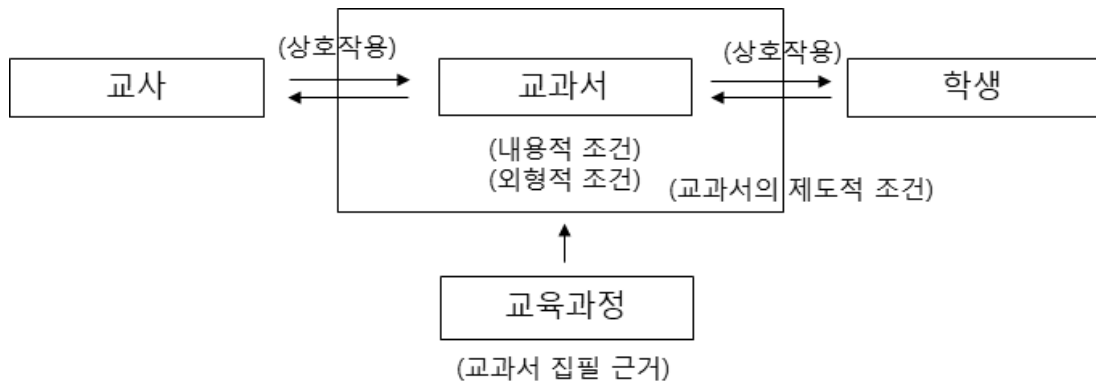 (상호작용)
(상호작용)
교사
교과서
학생
(내용적 조건)
(외형적 조건)
(교과서의 제도적 조건)
교육과정
(교과서 집필 근거)